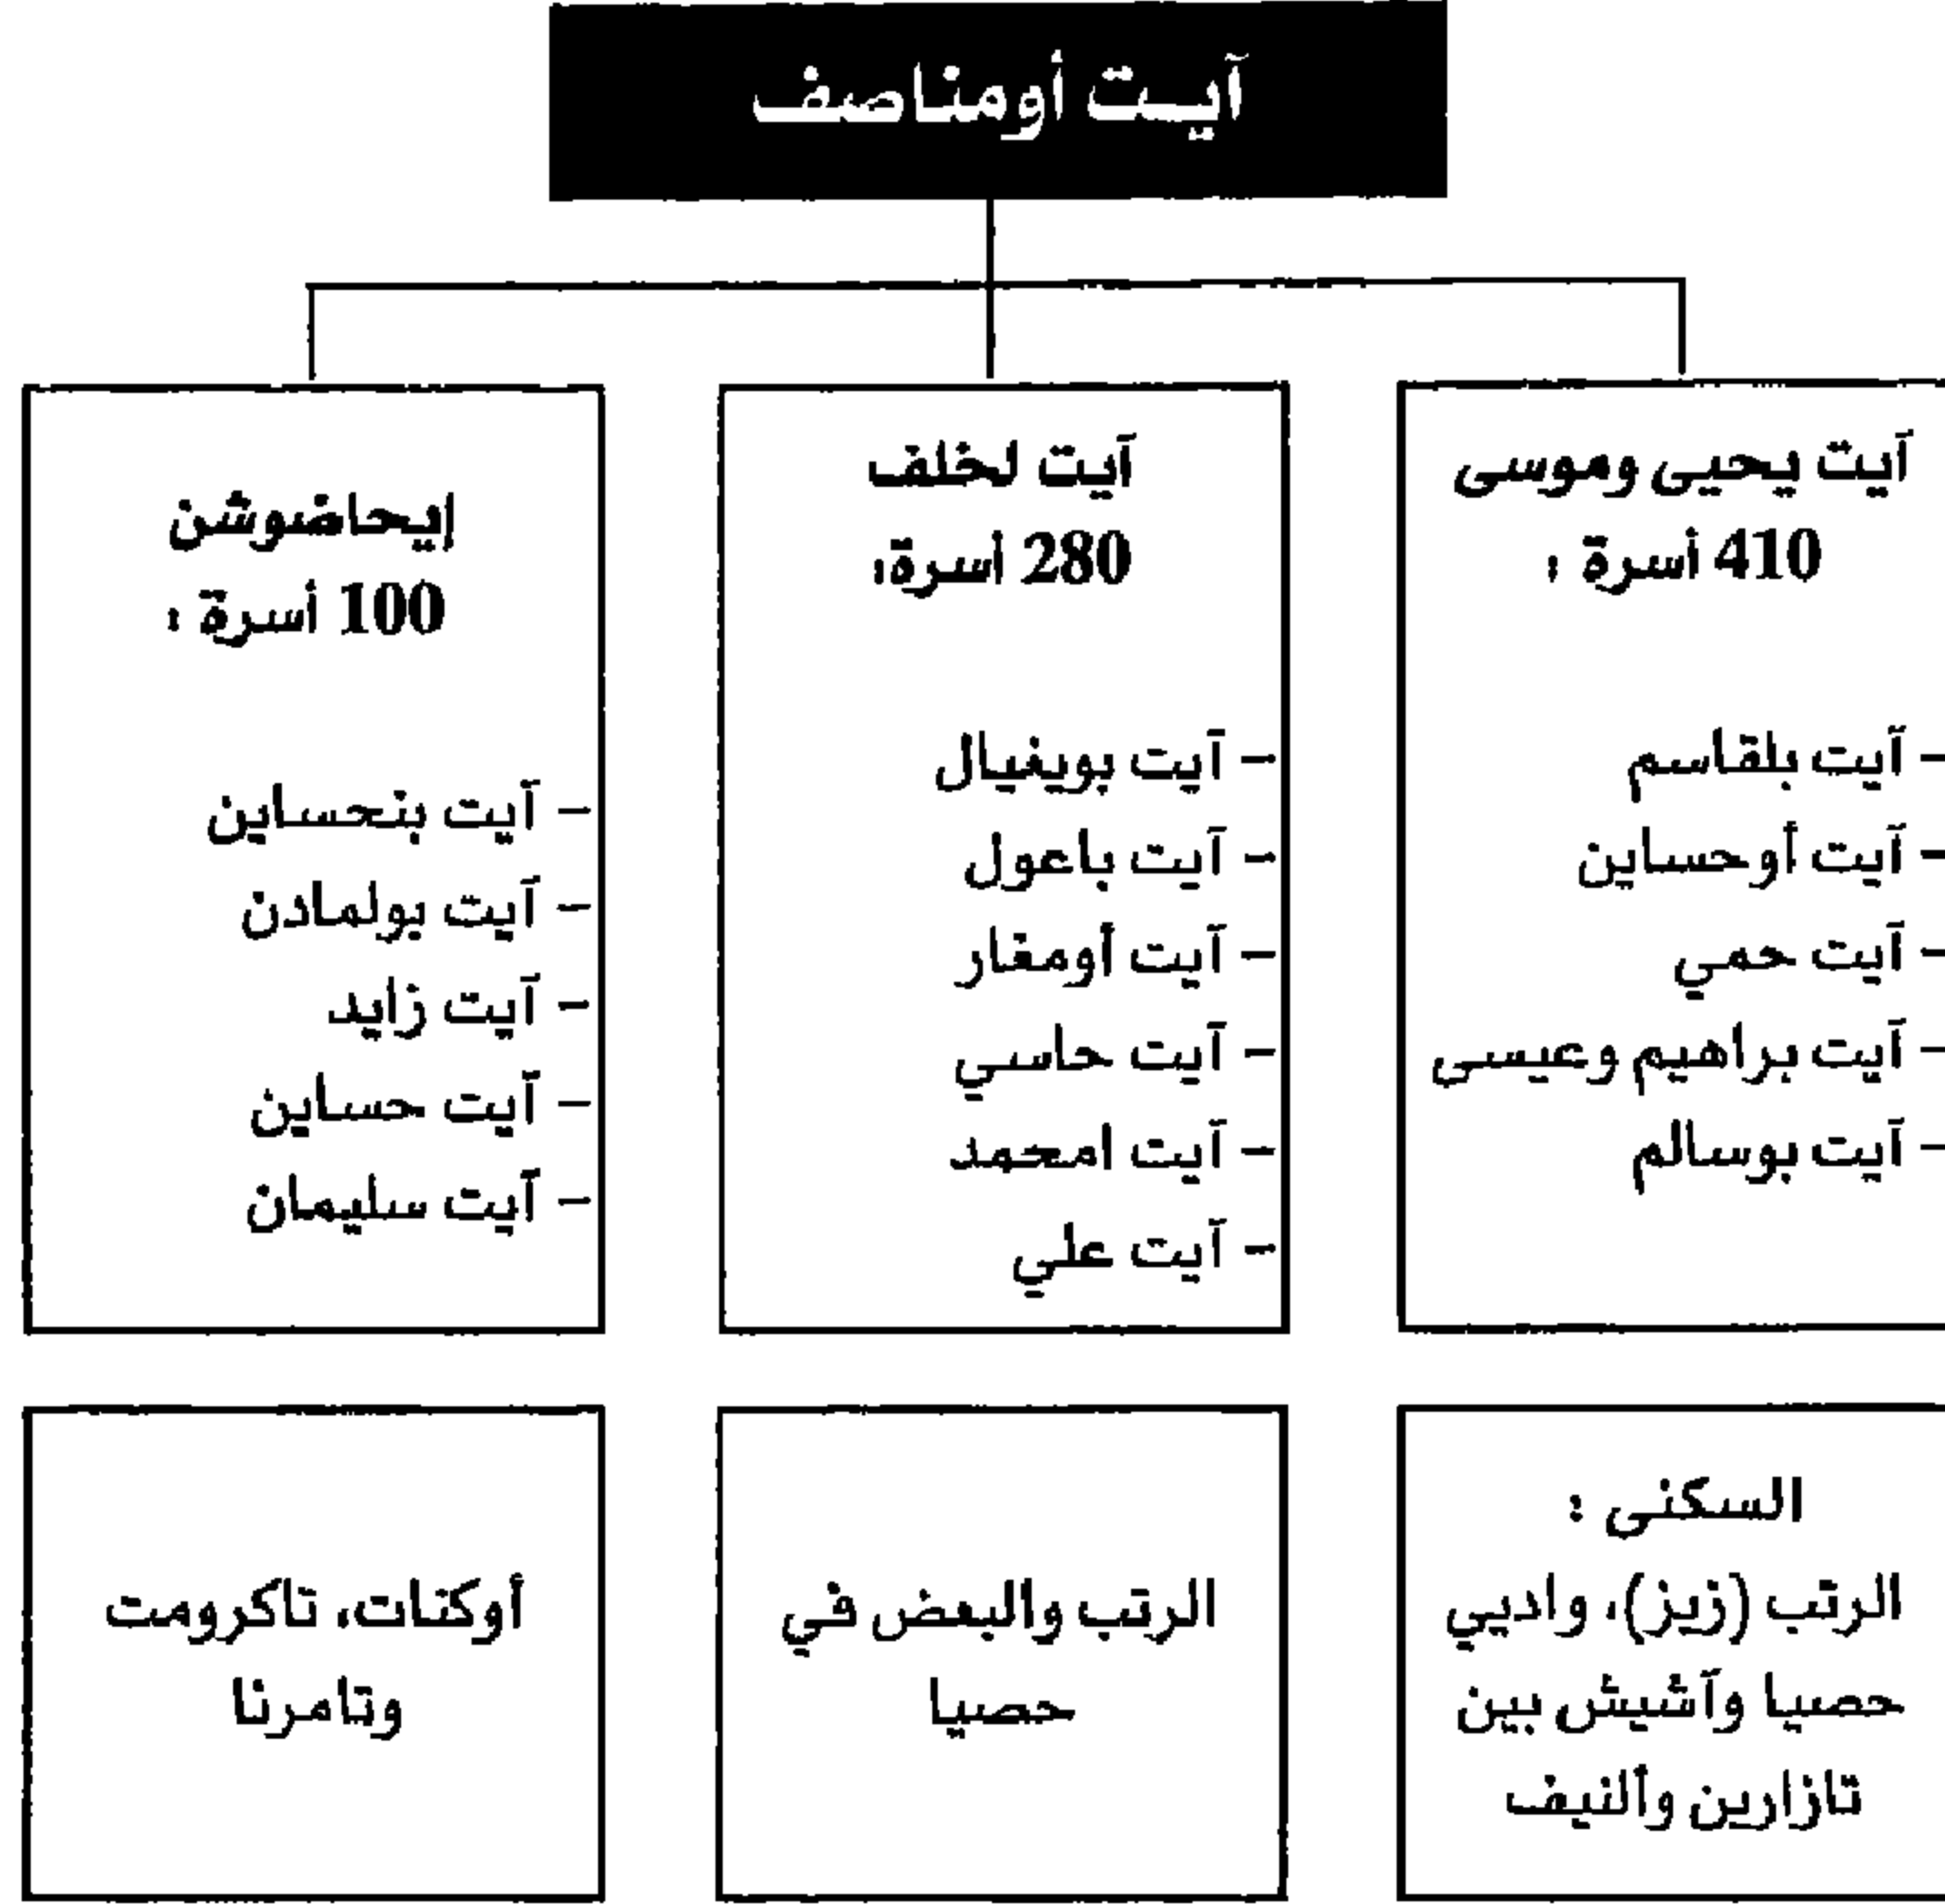 آيت أومناصف
آيت يحيى وموسى
410 أسرة :
- آيت بلقاسم
- آيت أوحساين
- آيت حمي
- آيت براهيم وعيسى
- آيت بوسالم
آيت لخلف
280 أسرة:
- آيت بويغيال
- آيت باعول
- آيت أومقار
- آيت حاسي
- آيت امحمد
- آيت علي
إيحاضوشن
100 أسرة :
- آيت بنحساين
- آيت بولمادن
- آيت زايد
- آيت حساين
- آيت سليمان
السكنى :
الرتب (زيز)، واديي
حصيا وآشيش بين
تازارين وألنيف
الرتب والبعض في
حصيا
أوكنات، تاكرومت
وتامرنا